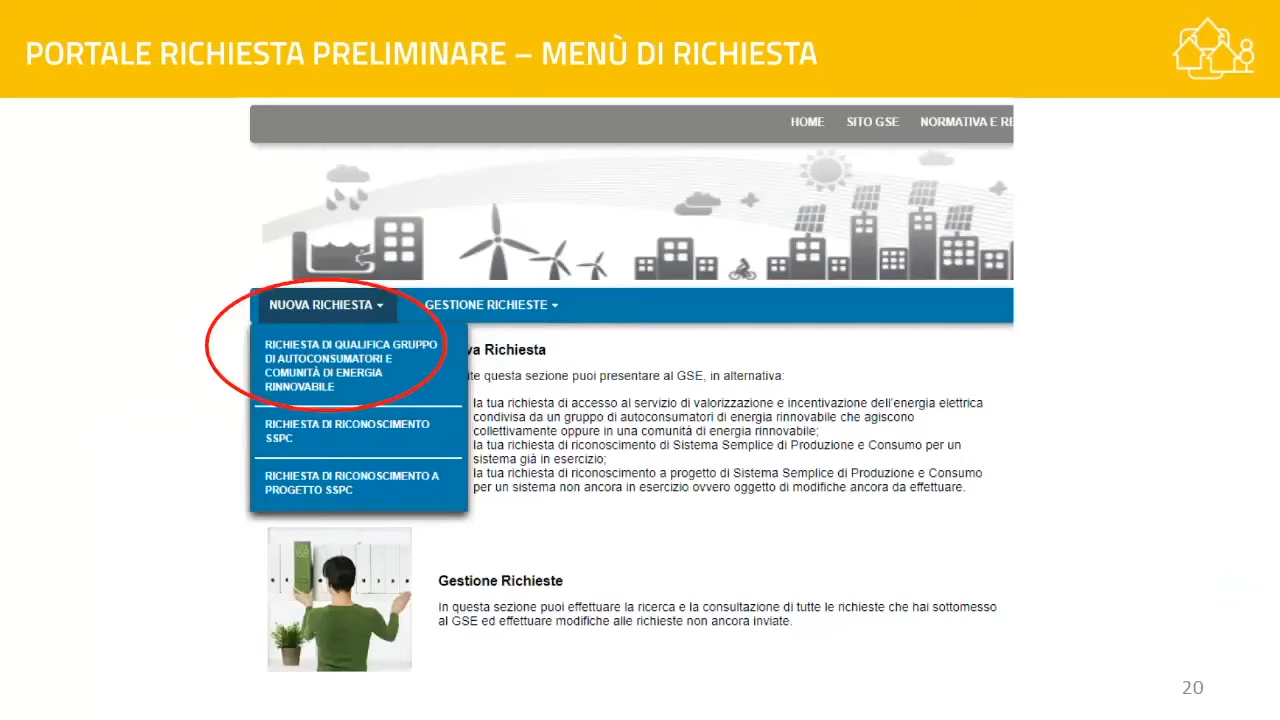 PORTALE RICHIESTA PRELIMINARE – MENÙ DI RICHIESTA
HOME SITO GSE NORMATIVA E RE
NUOVA RICHIESTA GESTIONE RICHIESTE
RICHIESTA DI QUALIFICA GRUPPO
DI AUTOCONSUMATORI E
COMUNITÀ DI ENERGIA
RINNOVABILE
RICHIESTA DI RICONOSCIMENTO
SSPC
RICHIESTA DI RICONOSCIMENTO A
PROGETTO SSPC
va Richiesta
te questa sezione puoi presentare al GSE, in alternativa:
la tua richiesta di accesso al servizio di valorizzazione e incentivazione dell'energia elettrica
condivisa da un gruppo di autoconsumatori di energia rinnovabile che agiscono
collettivamente oppure in una comunità di energia rinnovabile;
la tua richiesta di riconoscimento di Sistema Semplice di Produzione e Consumo per un
sistema già in esercizio;
la tua richiesta di riconoscimento a progetto di Sistema Semplice di Produzione e Consumo
per un sistema non ancora in esercizio ovvero oggetto di modifiche ancora da effettuare.
Gestione Richieste
In questa sezione puoi effettuare la ricerca e la consultazione di tutte le richieste che hai sottomesso
al GSE ed effettuare modifiche alle richieste non ancora inviate.
20